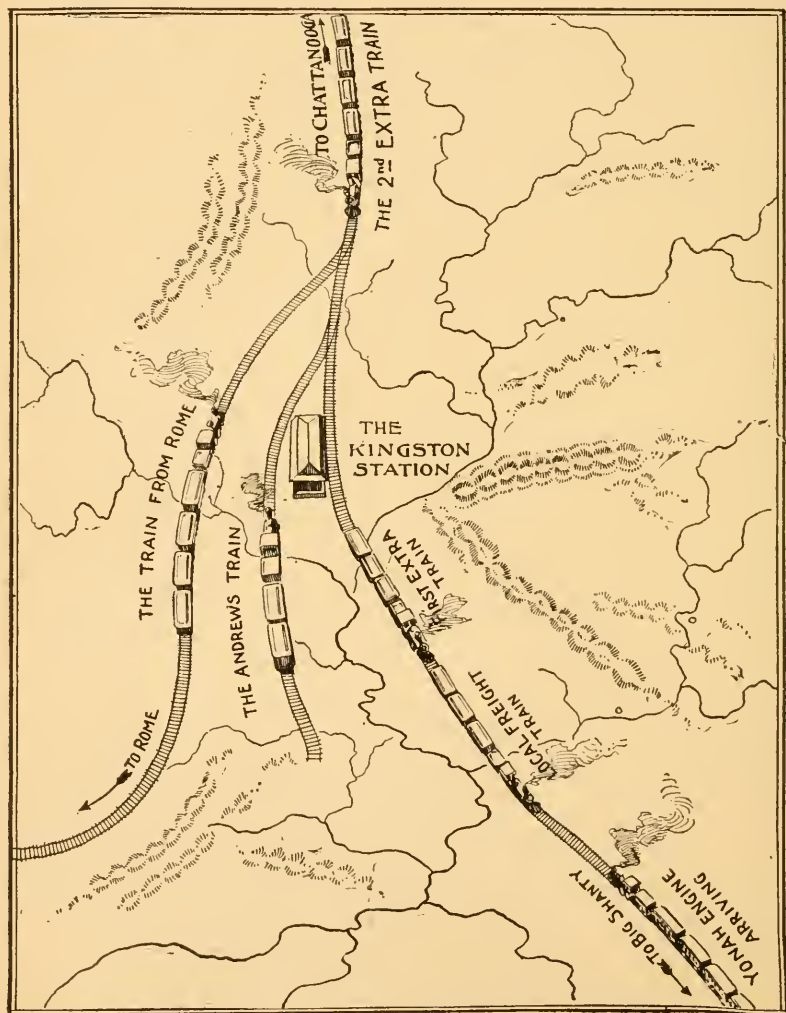 TO CHATTANOOGA
THE 2nd EXTRA TRAIN
THE TRAIN FROM ROME
THE ANDREWS TRAIN
THE
KINGSTON
STATION
FIRST EXTRA
TRAIN
LOCAL FREIGHT
TRAIN
TO ROME
TO BIG SHANTY
YONAH ENGINE
ARRIVING